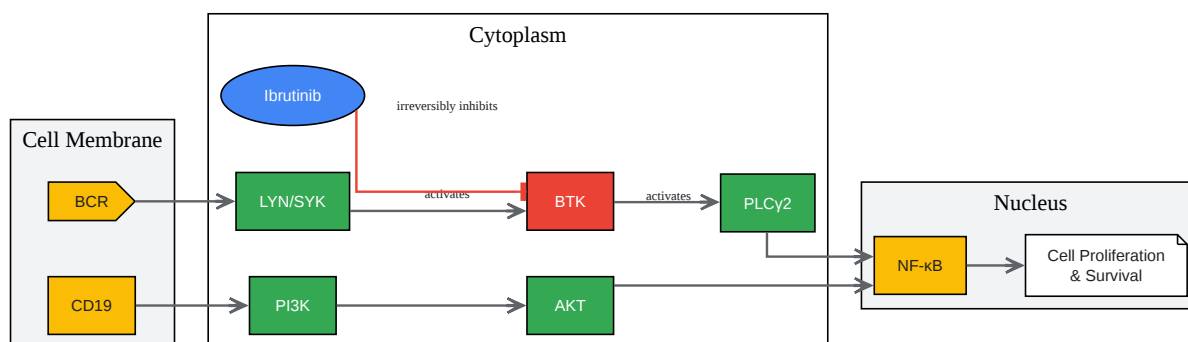 Cytoplasm
Ibrutinib
irreversibly inhibits
Cell Membrane
BCR
LYN/SYK
activates
BTK
activates
PLCγ2
Nucleus
NF-κB
Cell Proliferation
& Survival
CD19
PI3K
AKT